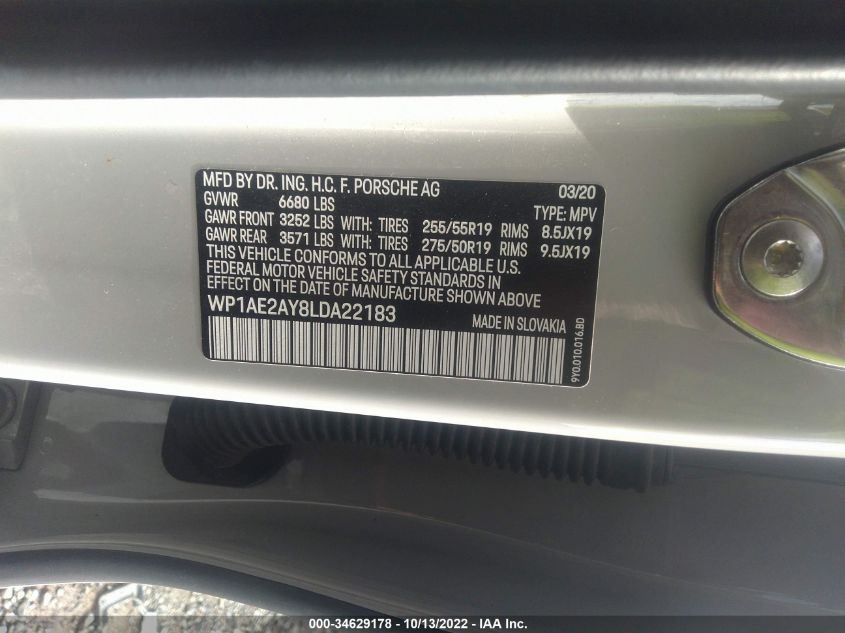 MFD BY DR. ING. H.C. F. PORSCHE AG 03/20
GVWR 6680 LBS TYPE: MPV
GAWR FRONT 3252 LBS WITH: TIRES 255/55R19 RIMS 8.5JX19
GAWR REAR 3571 LBS WITH: TIRES 275/50R19 RIMS 9.5JX19
THIS VEHICLE CONFORMS TO ALL APPLICABLE U.S.
FEDERAL MOTOR VEHICLE SAFETY STANDARDS IN
EFFECT ON THE DATE OF MANUFACTURE SHOWN ABOVE.
WP1AE2AY8LDA22183 MADE IN SLOVAKIA
9Y0.010.016.BD
000-34629178 - 10/13/2022 - IAA Inc.